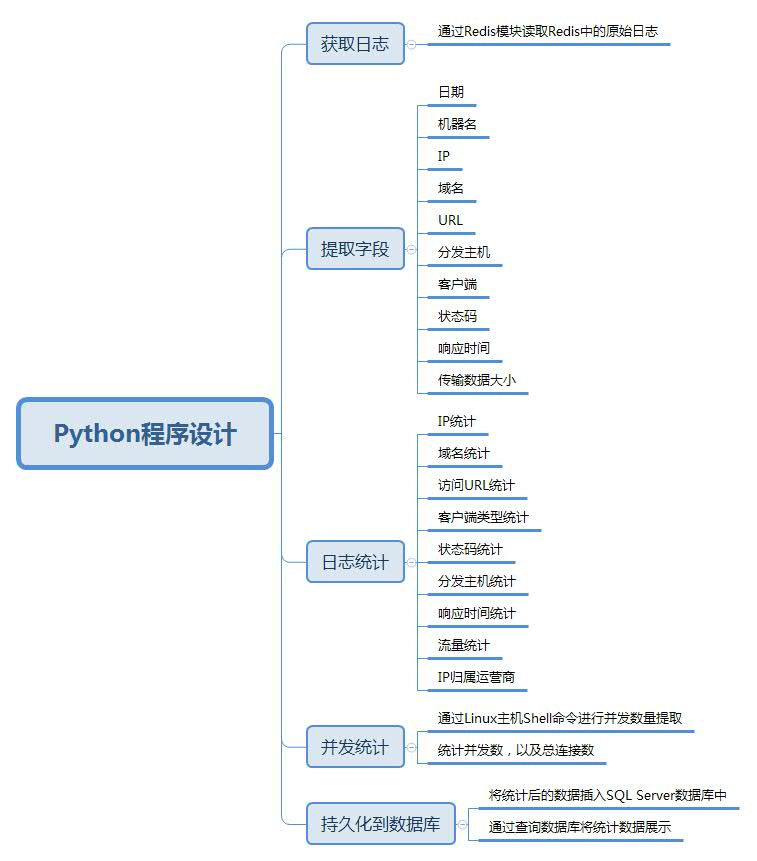 Python程序设计
获取日志
通过Redis模块读取Redis中的原始日志
提取字段
日期
机器名
IP
域名
URL
分发主机
客户端
状态码
响应时间
传输数据大小
日志统计
IP统计
域名统计
访问URL统计
客户端类型统计
状态码统计
分发主机统计
响应时间统计
流量统计
IP归属运营商
并发统计
通过Linux主机Shell命令进行并发数量提取
统计并发数，以及总连接数
持久化到数据库
将统计后的数据插入SQL Server数据库中
通过查询数据库将统计数据展示